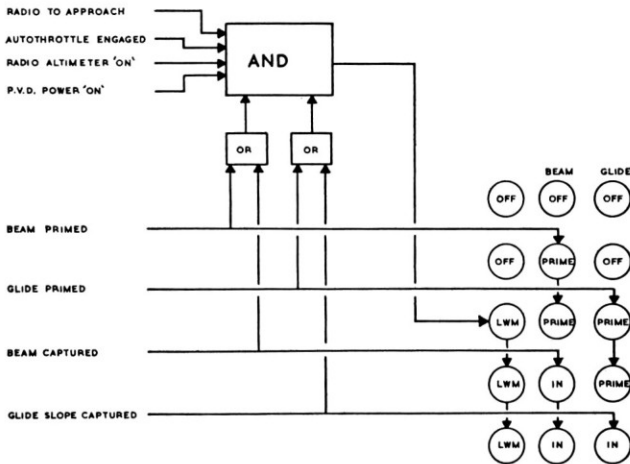 RADIO TO APPROACH
AUTOTHROTTLE ENGAGED
RADIO ALTIMETER 'ON'
P.V.D. POWER 'ON'
AND
OR OR
BEAM GLIDE
OFF OFF OFF
BEAM PRIMED
OFF PRIME OFF
GLIDE PRIMED
LWM PRIME PRIME
BEAM CAPTURED
LWM IN PRIME
GLIDE SLOPE CAPTURED
LWM IN IN